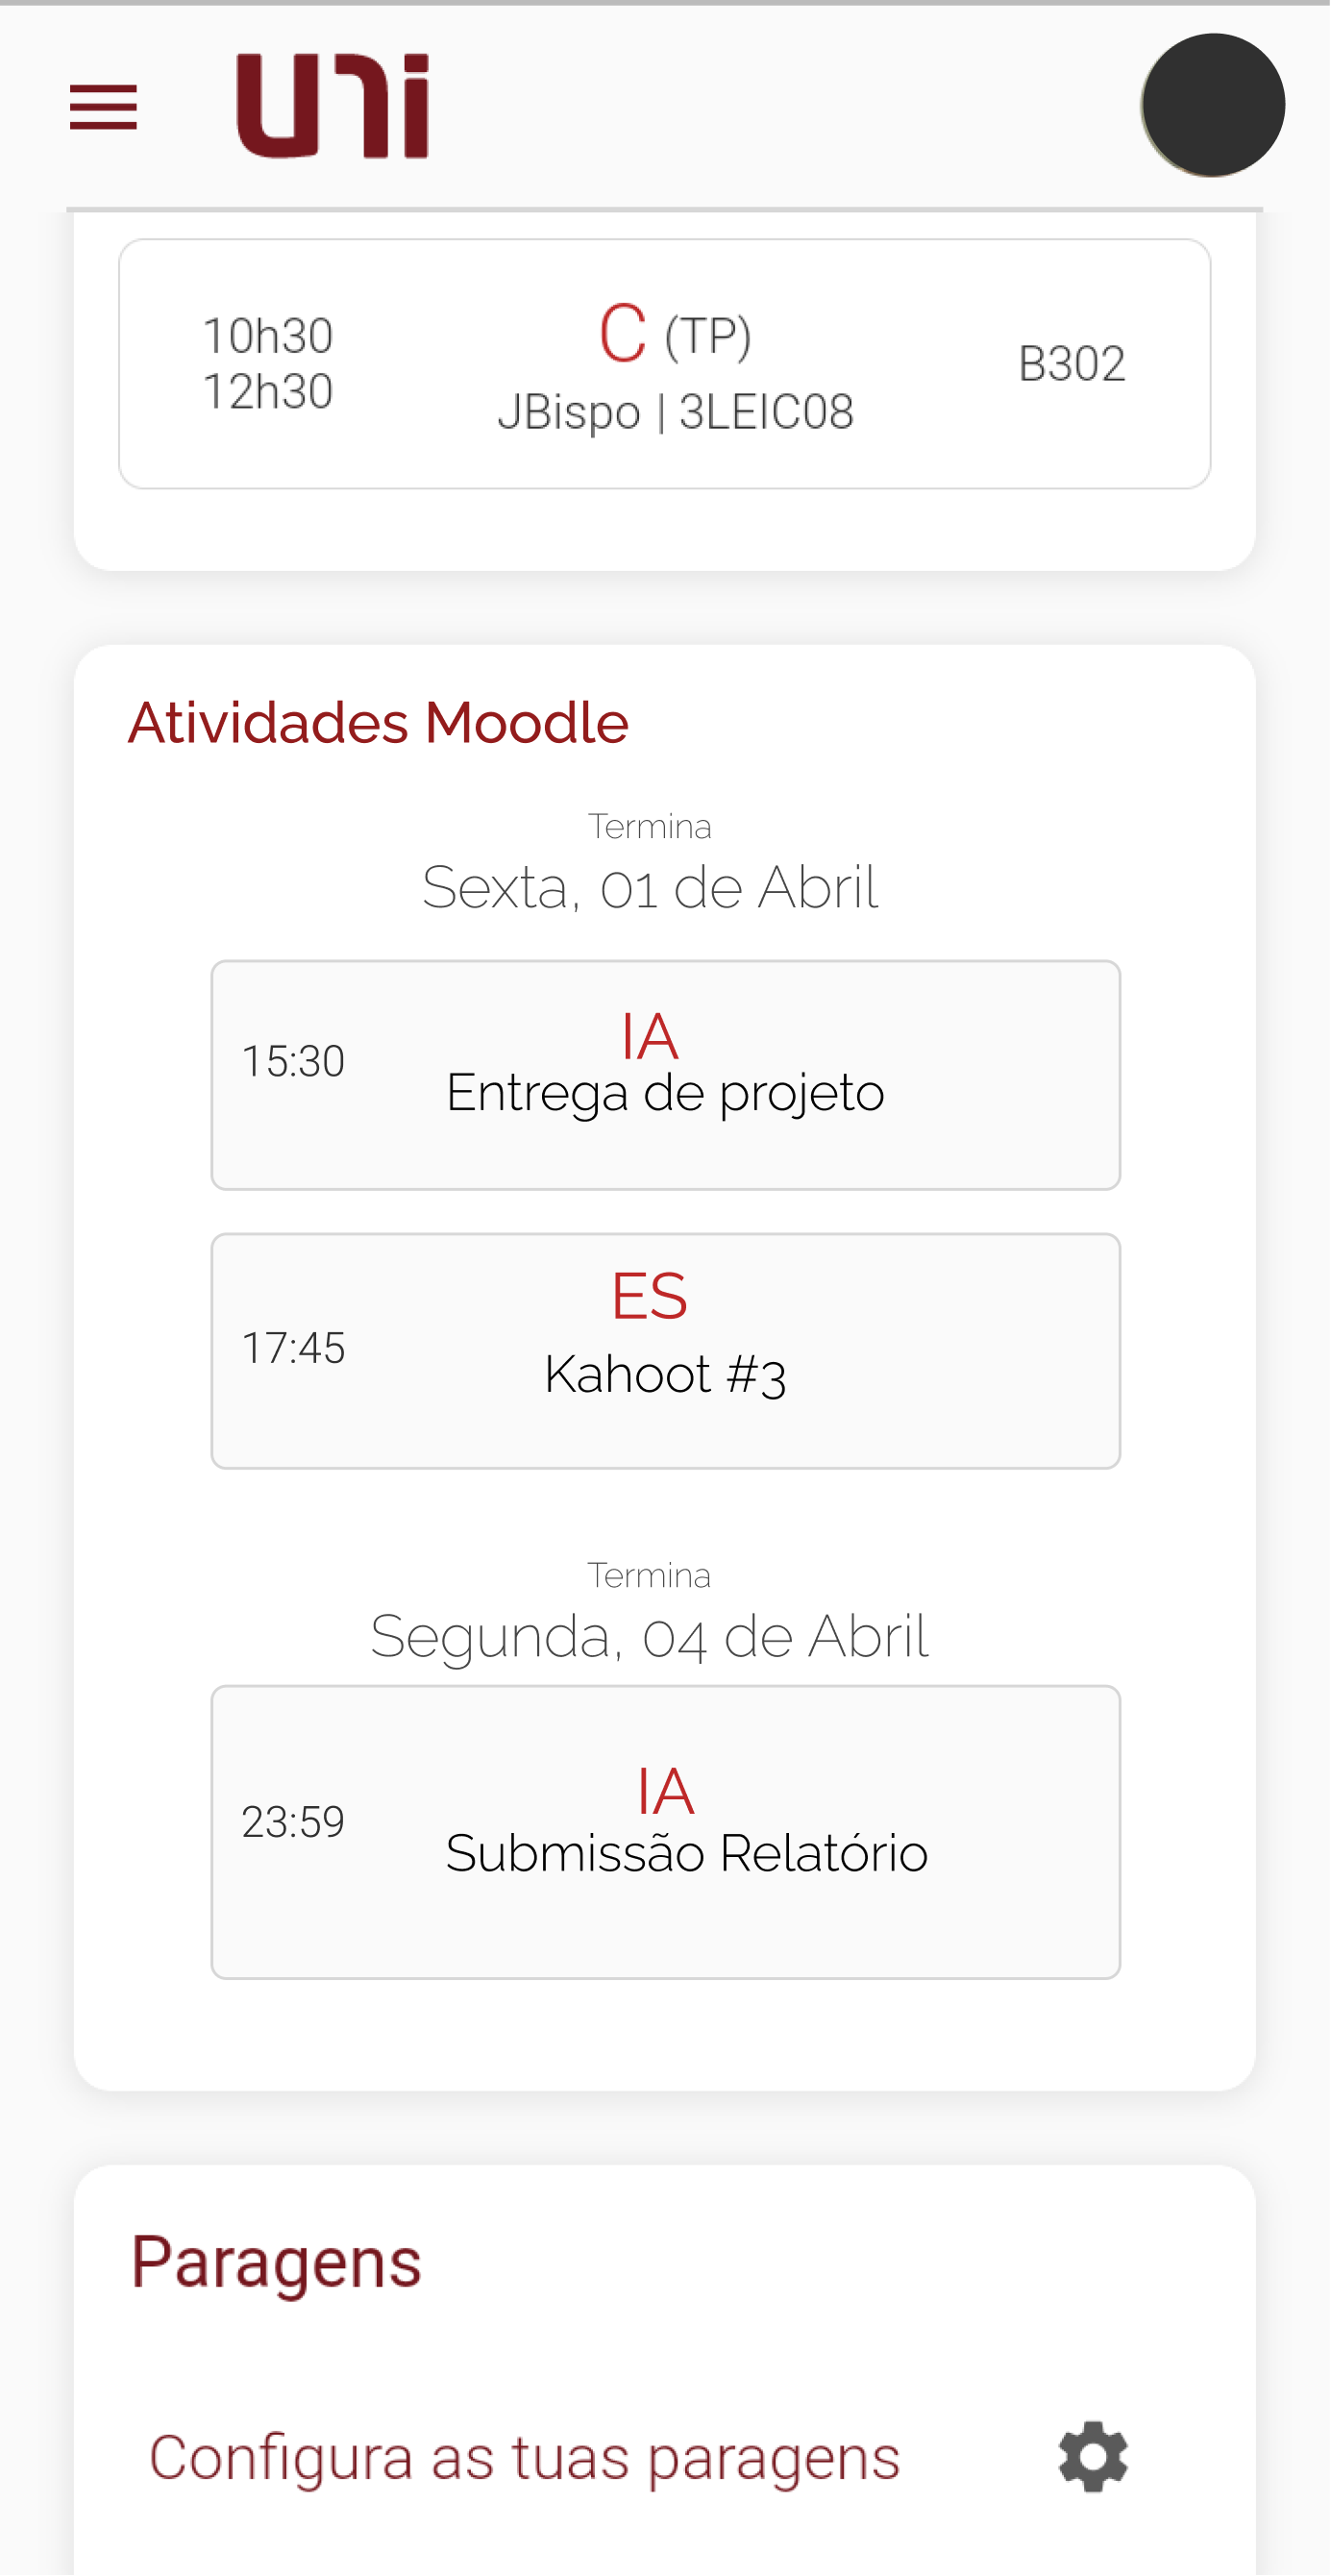 uni
10h30
12h30
C (TP)
JBispo | 3LEIC08
B302
Atividades Moodle
Termina
Sexta, 01 de Abril
15:30
IA
Entrega de projeto
17:45
ES
Kahoot #3
Termina
Segunda, 04 de Abril
23:59
IA
Submissão Relatório
Paragens
Configura as tuas paragens